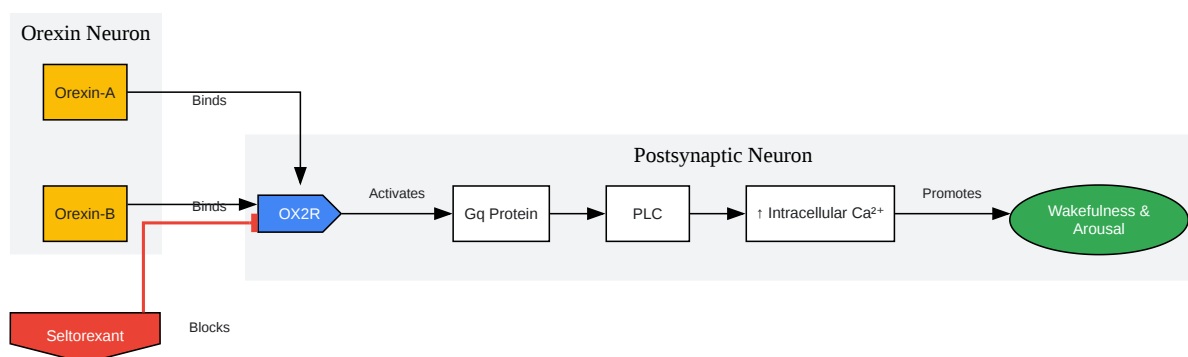 Orexin Neuron
Orexin-A
Binds
Postsynaptic Neuron
Orexin-B
Binds
OX2R
Activates
Gq Protein
PLC
↑ Intracellular Ca²⁺
Promotes
Wakefulness &
Arousal
Seltorexant
Blocks